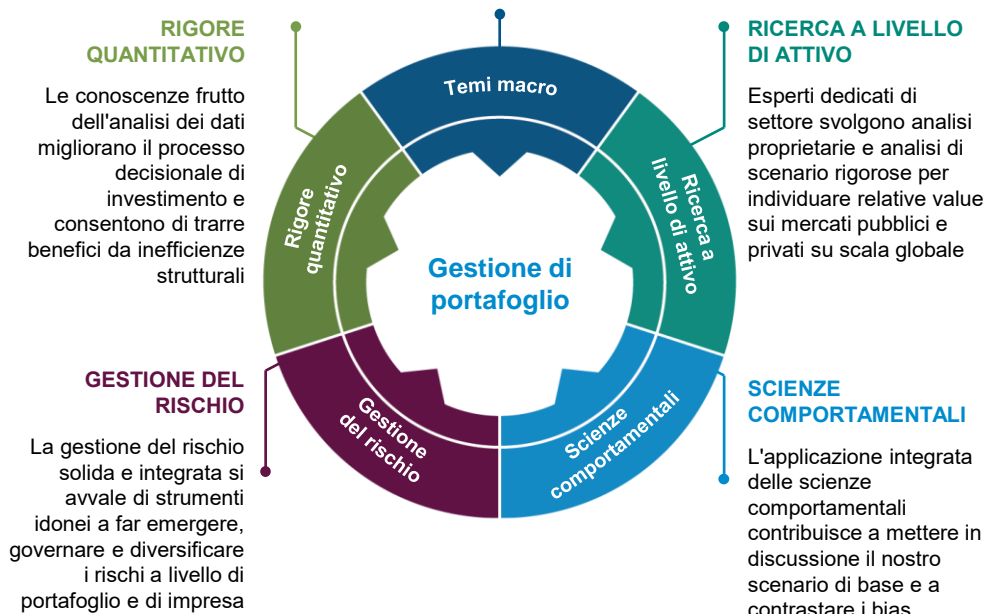 RIGORE
QUANTITATIVO
Le conoscenze frutto
dell'analisi dei dati
migliorano il processo
decisionale di
investimento e
consentono di trarre
benefici da inefficienze
strutturali
Temi macro
RICERCA A LIVELLO
DI ATTIVO
Esperti dedicati di
settore svolgono analisi
proprietarie e analisi di
scenario rigorose per
individuare relative value
sui mercati pubblici e
privati su scala globale
Rigore
quantitativo
Ricerca a
livello di attivo
Gestione di
portafoglio
Gestione
del rischio
Scienze
comportamentali
GESTIONE DEL
RISCHIO
La gestione del rischio
solida e integrata si
avvale di strumenti
idonei a far emergere,
governare e diversificare
i rischi a livello di
portafoglio e di impresa
SCIENZE
COMPORTAMENTALI
L'applicazione integrata
delle scienze
comportamentali
contribuisce a mettere in
discussione il nostro
scenario di base e a
contrastare i bias